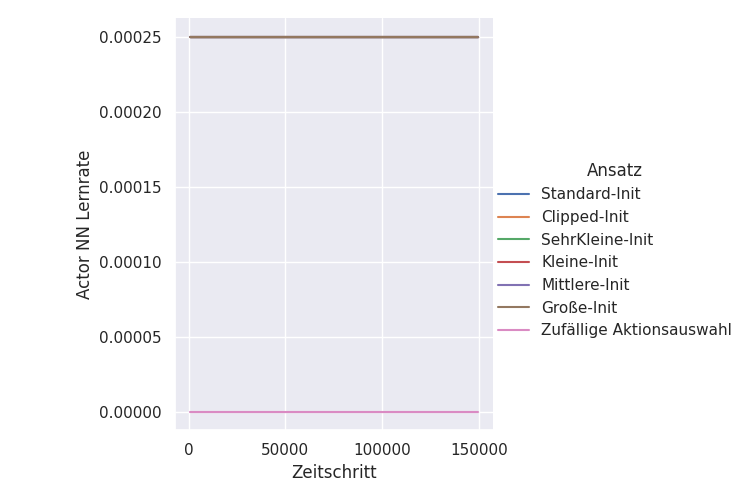 0.00025
0.00020
0.00015
0.00010
0.00005
0.00000
Actor NN Lernrate
0 50000 100000 150000
Zeitschritt
Ansatz
Standard-Init
Clipped-Init
SehrKleine-Init
Kleine-Init
Mittlere-Init
Große-Init
Zufällige Aktionsauswahl